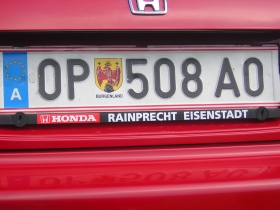 A OP 508 AO
BURGENLAND
HONDA RAINPRECHT EISENSTADT